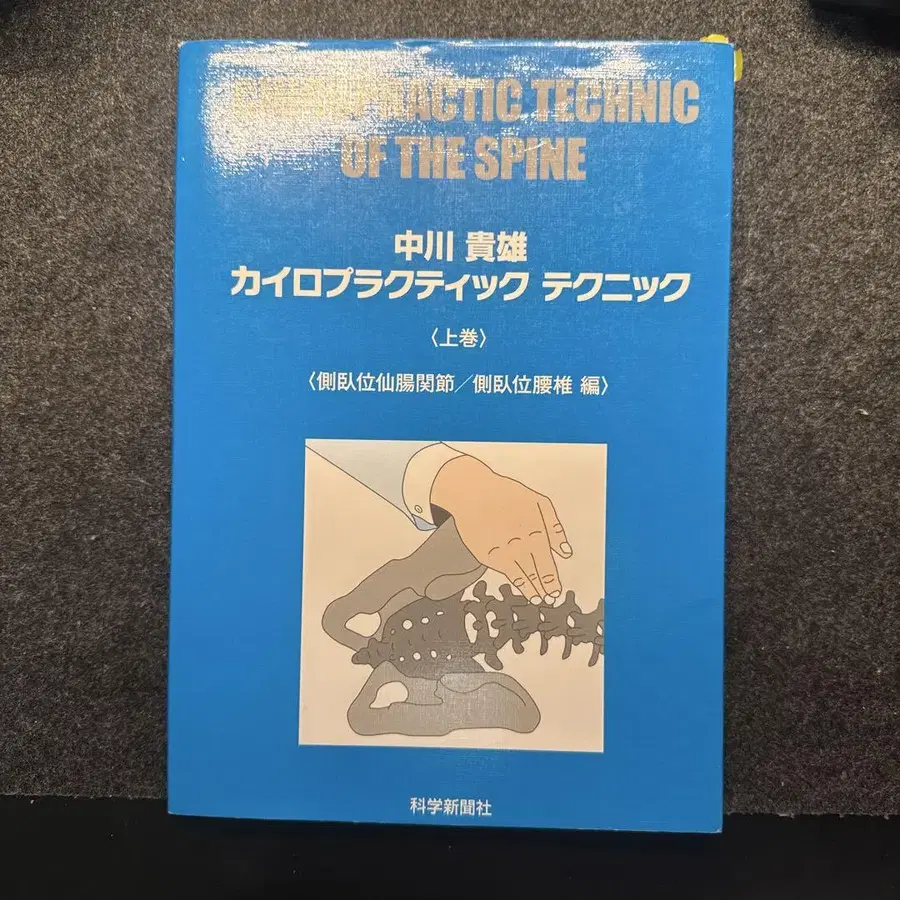 CHIROPRACTIC TECHNIC
OF THE SPINE
中川 貴雄
カイロプラクティック テクニック
〈上巻〉
〈側臥位仙腸関節／側臥位腰椎 編〉
科学新聞社